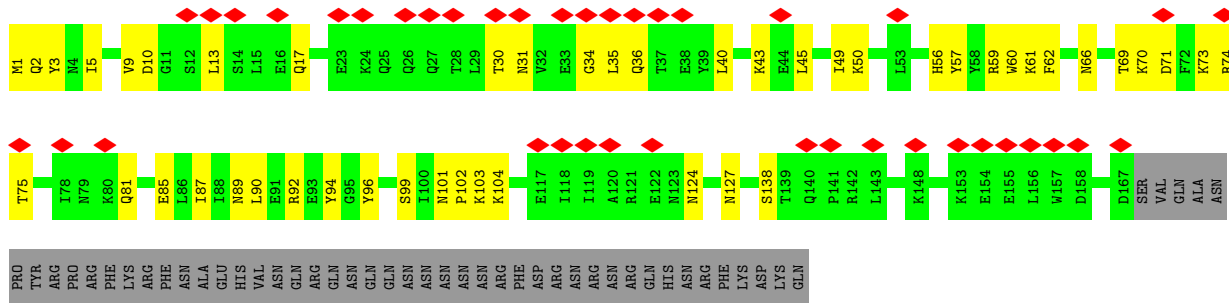 M1 Q2 Y3 N4 I5 V9 D10 G11 S12 L13 S14 L15 E16 Q17 E23 K24 Q25 Q26 Q27 T28 L29 T30 N31 V32 E33 G34 L35 Q36 T37 E38 Y39 L40 K43 E44 L45 I49 K50 L53 H56 Y57 Y58 R59 W60 K61 F62 N66 T69 K70 D71 F72 K73 R74
T75 I78 N79 K80 Q81 E85 L86 I87 I88 N89 L90 E91 R92 E93 Y94 G95 Y96 S99 I100 N101 P102 K103 K104 E117 I118 I119 A120 R121 E122 N123 N124 N127 S138 T139 Q140 P141 R142 L143 K148 K153 E154 E155 L156 W157 D158 D167 SER VAL GLN ALA ASN
PRO TYR ARG PRO ARG PHE LYS ARG PHE ASN ALA GLU HIS VAL ASN GLN ARG GLN ASN GLN GLN ASN ASN ASN ASN ASN ARG PHE ASP ARG ASN ARG ASN ARG GLN HIS ASN ARG PHE LYS ASP LYS GLN